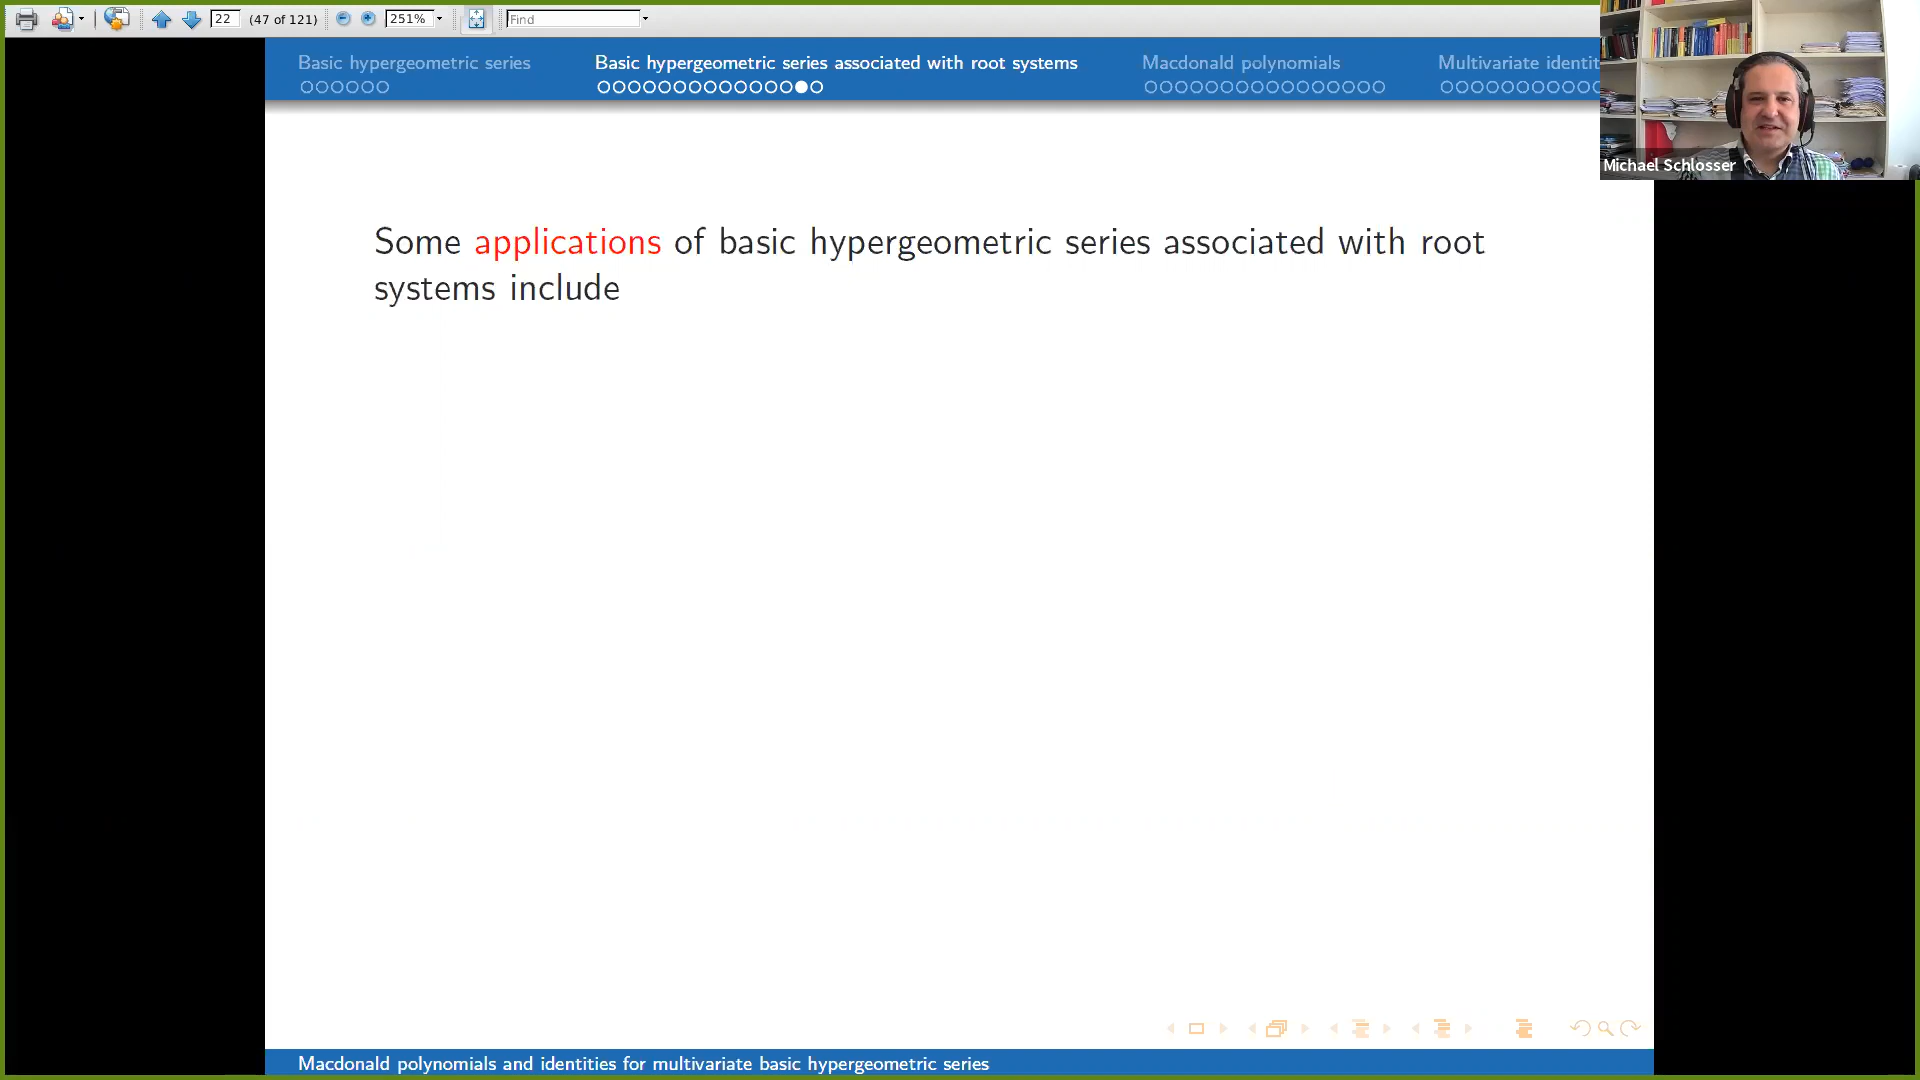 22 (47 of 121) 251% Find
Basic hypergeometric series Basic hypergeometric series associated with root systems Macdonald polynomials Multivariate identit
Michael Schlosser
Some applications of basic hypergeometric series associated with root
systems include
Macdonald polynomials and identities for multivariate basic hypergeometric series